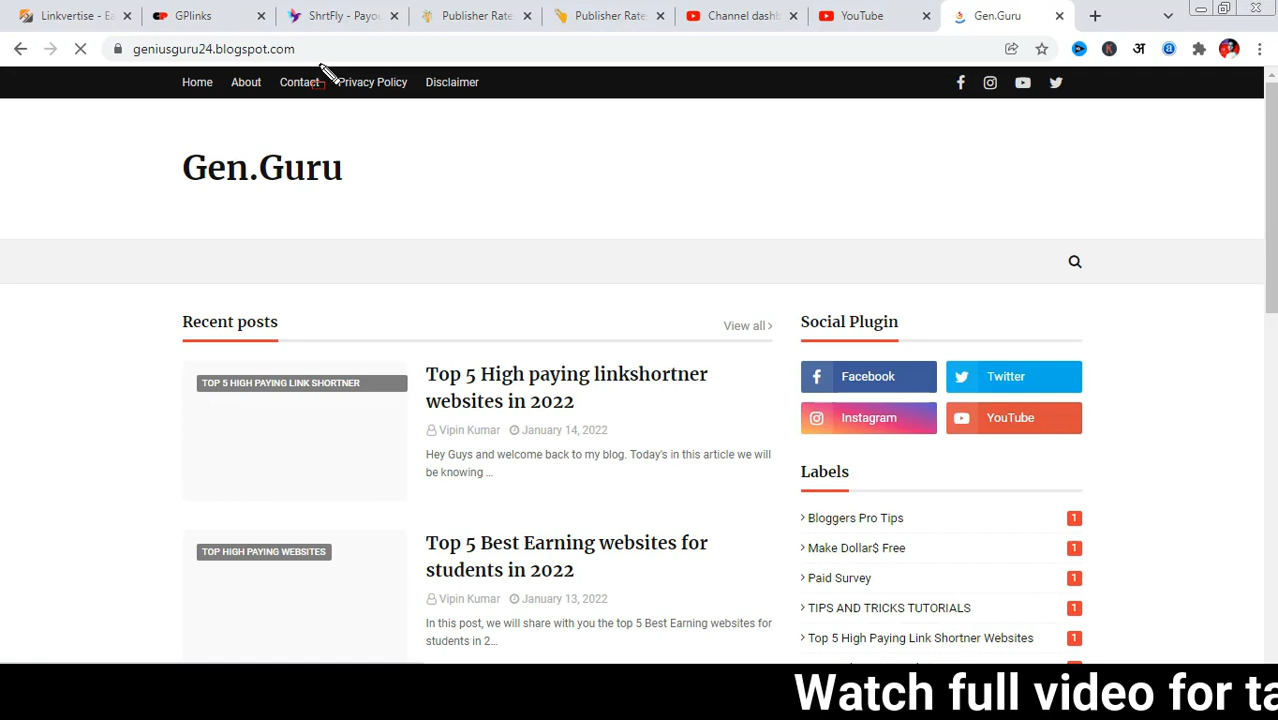 Linkvertise - Ea
GPlinks
ShrtFly - Payou
Publisher Rate
Publisher Rate
Channel dashb
YouTube
Gen.Guru
geniusguru24.blogspot.com
K
अ
a
Home
About
Contact
Privacy Policy
Disclaimer
Gen.Guru
Recent posts
View all
Social Plugin
TOP 5 HIGH PAYING LINK SHORTNER
Top 5 High paying linkshortner
websites in 2022
Vipin Kumar January 14, 2022
Hey Guys and welcome back to my blog. Today's in this article we will
be knowing ...
Facebook
Twitter
Instagram
YouTube
Labels
Bloggers Pro Tips 1
Make Dollar$ Free 1
Paid Survey 1
TIPS AND TRICKS TUTORIALS 1
Top 5 High Paying Link Shortner Websites 1
TOP HIGH PAYING WEBSITES
Top 5 Best Earning websites for
students in 2022
Vipin Kumar January 13, 2022
In this post, we will share with you the top 5 Best Earning websites for
students in 2...
Watch full video for ta